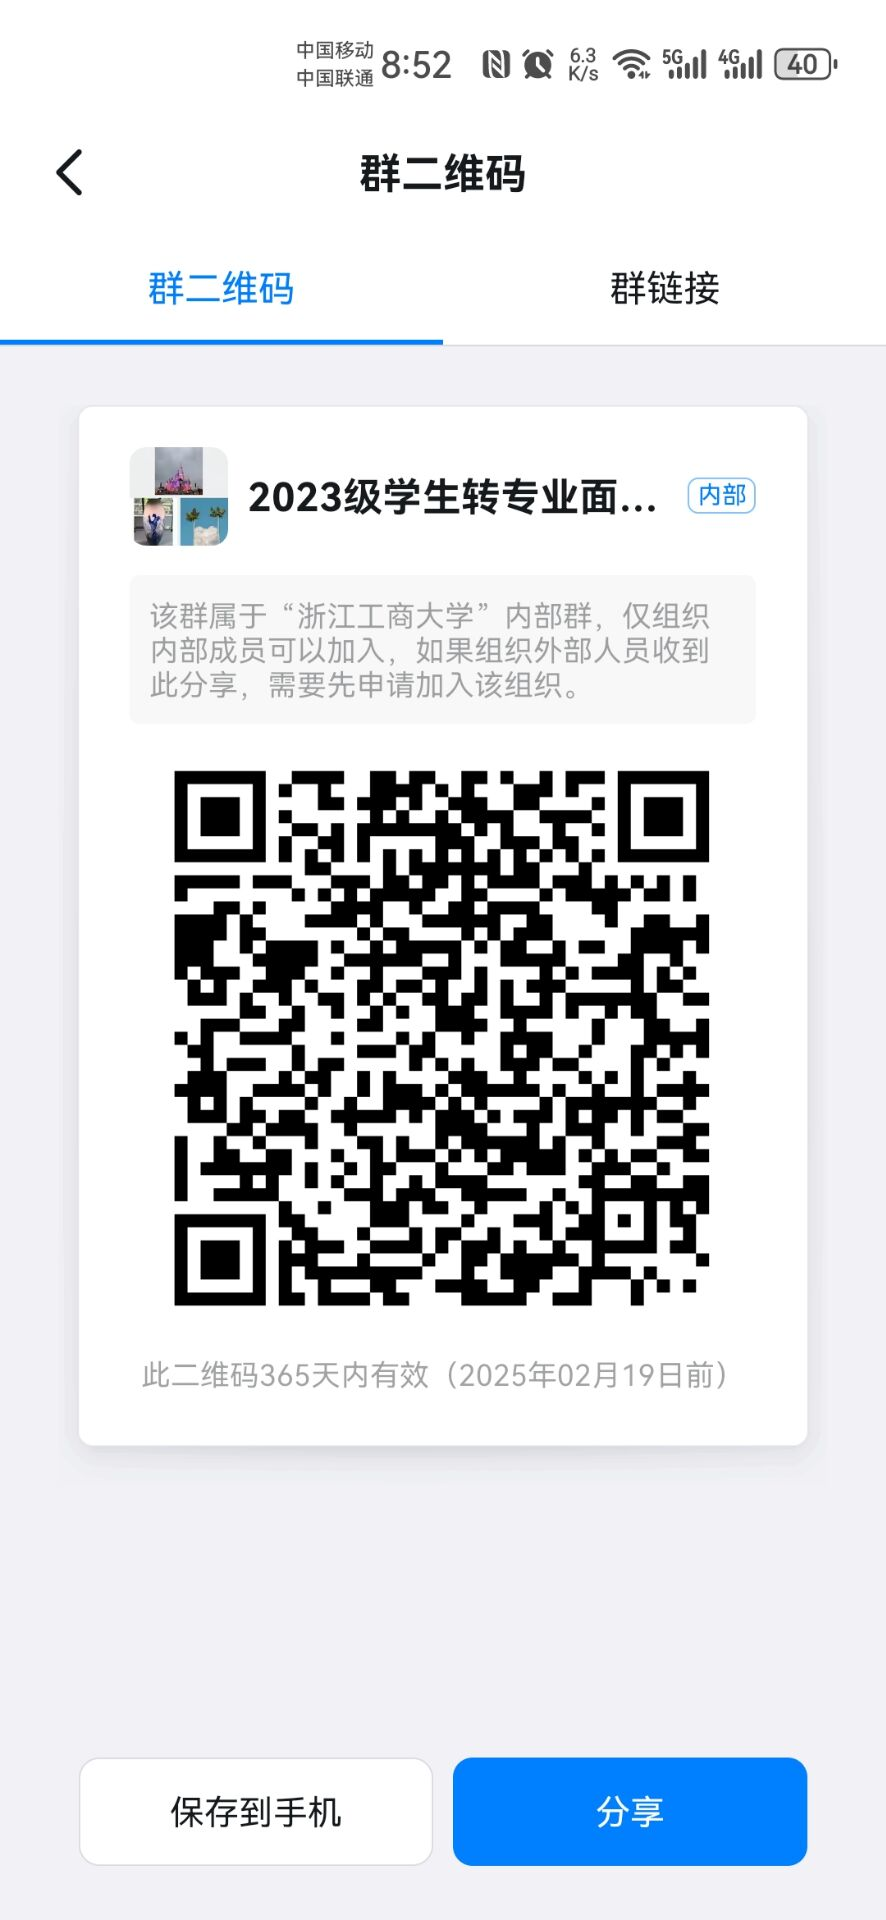 中国移动
中国联通
8:52
6.3
K/s
5G
4G
40
群二维码
群二维码
群链接
2023级学生转专业面...
内部
该群属于“浙江工商大学”内部群，仅组织
内部成员可以加入，如果组织外部人员收到
此分享，需要先申请加入该组织。
此二维码365天内有效（2025年02月19日前）
保存到手机
分享